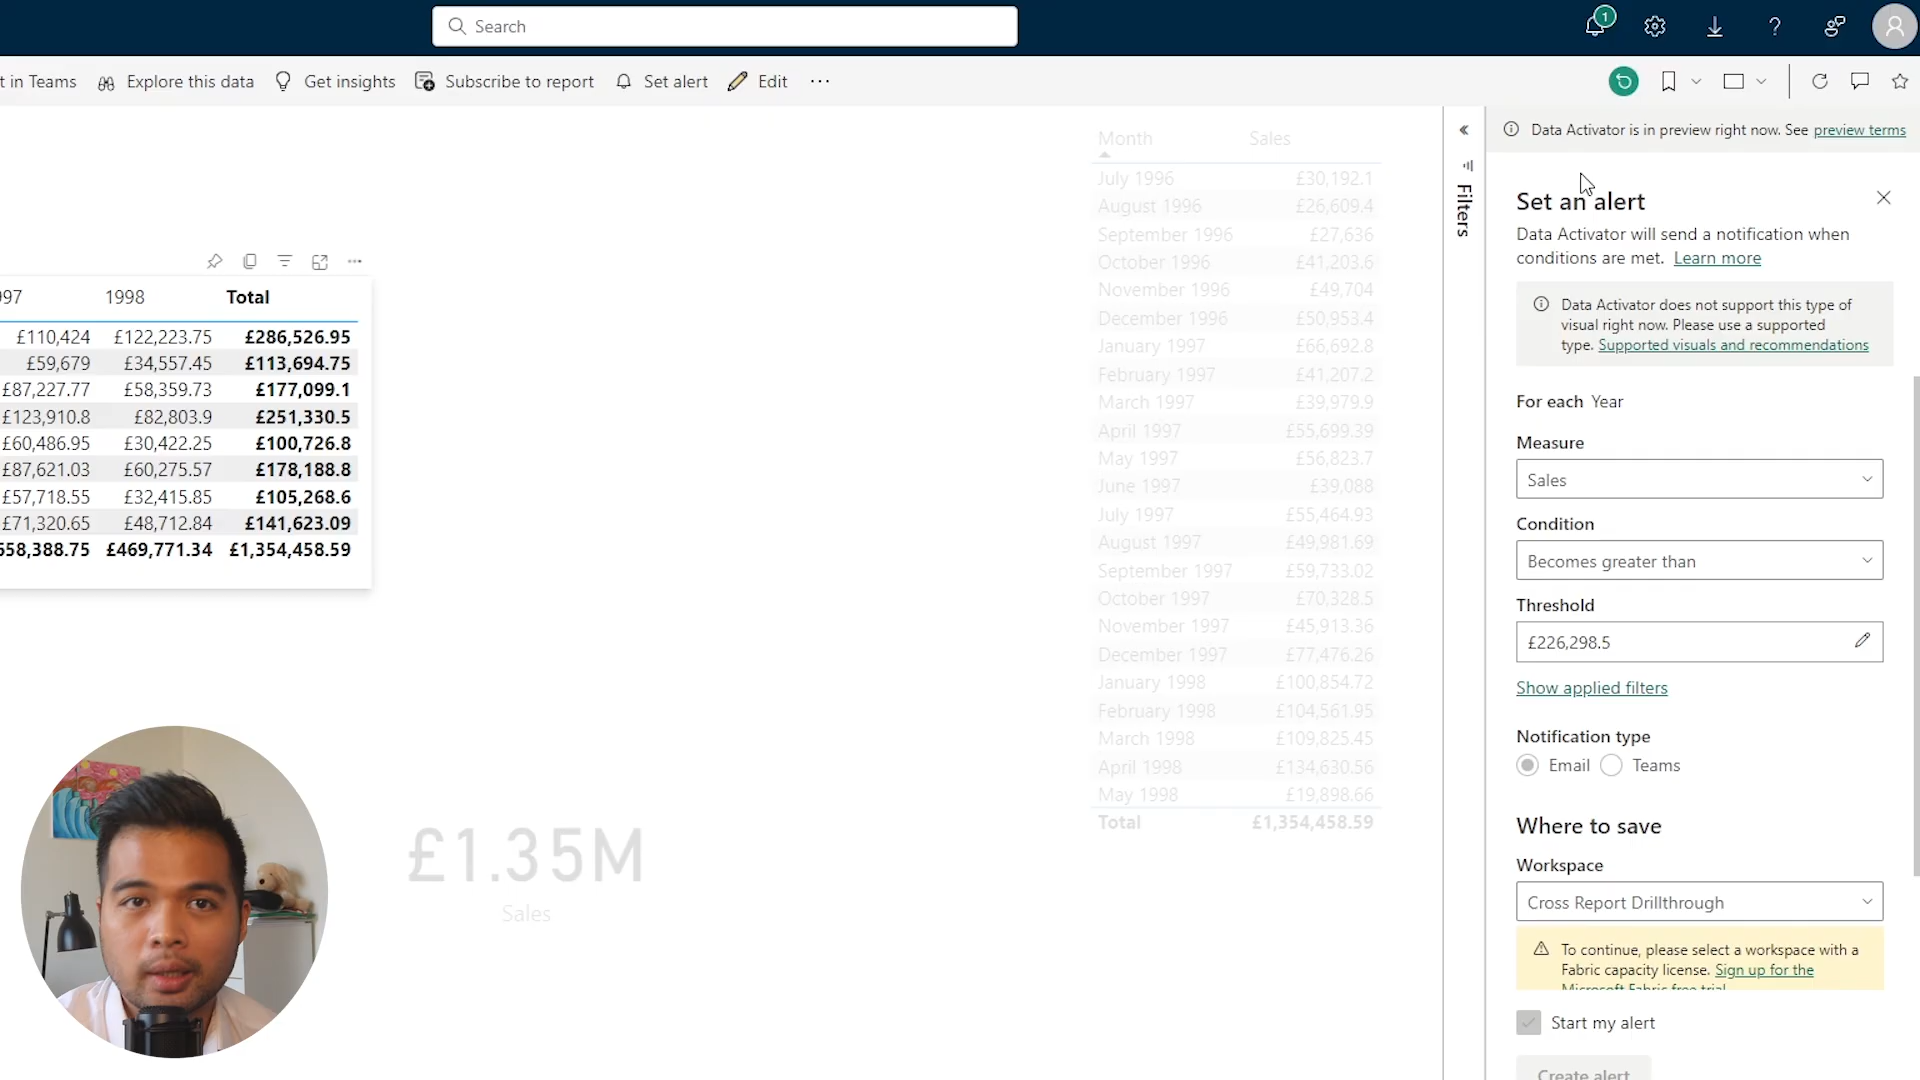 Search
1
t in Teams Explore this data Get insights Subscribe to report Set alert Edit ...
Data Activator is in preview right now. See preview terms
Filters
Month Sales
July 1996 £30,192.1
August 1996 £26,609.4
September 1996 £27,636
October 1996 £41,203.6
November 1996 £49,704
December 1996 £50,953.4
January 1997 £66,692.8
February 1997 £41,207.2
March 1997 £39,979.9
April 1997 £55,699.39
May 1997 £56,823.7
June 1997 £39,088
July 1997 £55,464.93
August 1997 £49,981.69
September 1997 £59,733.02
October 1997 £70,328.5
November 1997 £45,913.36
December 1997 £77,476.26
January 1998 £100,854.72
February 1998 £104,561.95
March 1998 £109,825.45
April 1998 £134,630.56
May 1998 £19,898.66
Total £1,354,458.59
997 1998 Total
£110,424 £122,223.75 £286,526.95
£59,679 £34,557.45 £113,694.75
£87,227.77 £58,359.73 £177,099.1
£123,910.8 £82,803.9 £251,330.5
£60,486.95 £30,422.25 £100,726.8
£87,621.03 £60,275.57 £178,188.8
£57,718.55 £32,415.85 £105,268.6
£71,320.65 £48,712.84 £141,623.09
658,388.75 £469,771.34 £1,354,458.59
£1.35M
Sales
Set an alert
Data Activator will send a notification when
conditions are met. Learn more
Data Activator does not support this type of
visual right now. Please use a supported
type. Supported visuals and recommendations
For each Year
Measure
Sales
Condition
Becomes greater than
Threshold
£226,298.5
Show applied filters
Notification type
Email Teams
Where to save
Workspace
Cross Report Drillthrough
To continue, please select a workspace with a
Fabric capacity license. Sign up for the
Microsoft Fabric free trial
Start my alert
Create alert